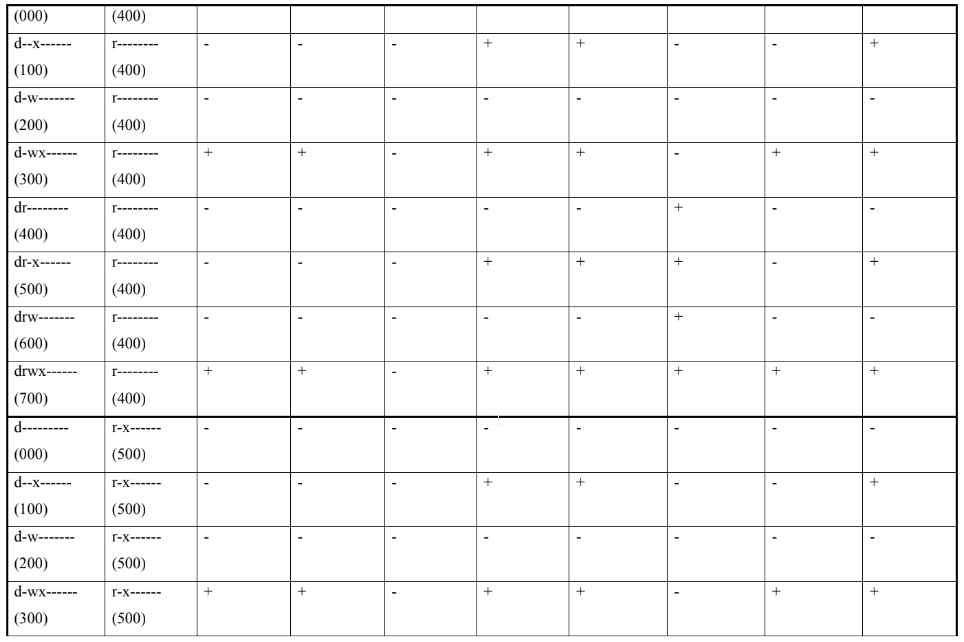 (000) (400)
d--x------ r-------- - - - + + - - +
(100) (400)
d-w------- r-------- - - - - - - - -
(200) (400)
d-wx------ r-------- + + - + + - + +
(300) (400)
dr-------- r-------- - - - - - + - -
(400) (400)
dr-x------ r-------- - - - + + + - +
(500) (400)
drw------- r-------- - - - - - + - -
(600) (400)
drwx------ r-------- + + - + + + + +
(700) (400)
d--------- r-x------ - - - - - - - -
(000) (500)
d--x------ r-x------ - - - + + - - +
(100) (500)
d-w------- r-x------ - - - - - - - -
(200) (500)
d-wx------ r-x------ + + - + + - + +
(300) (500)